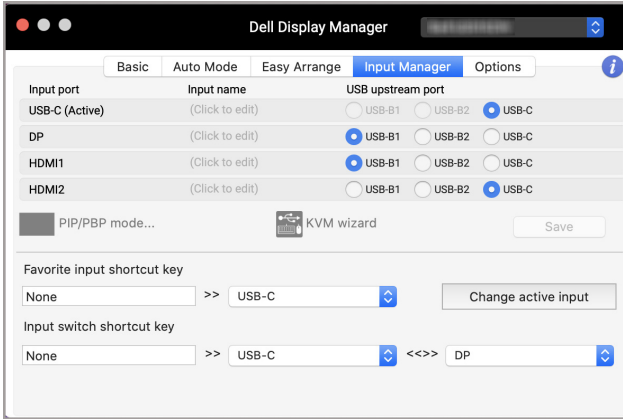 Dell Display Manager
Basic Auto Mode Easy Arrange Input Manager Options i
Input port Input name USB upstream port
USB-C (Active) (Click to edit) USB-B1 USB-B2 USB-C
DP (Click to edit) USB-B1 USB-B2 USB-C
HDMI1 (Click to edit) USB-B1 USB-B2 USB-C
HDMI2 (Click to edit) USB-B1 USB-B2 USB-C
PIP/PBP mode... KVM wizard Save
Favorite input shortcut key
None >> USB-C Change active input
Input switch shortcut key
None >> USB-C <<>> DP